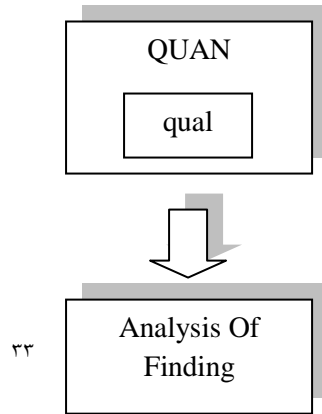 QUAN
qual
Analysis Of
Finding
٣٣